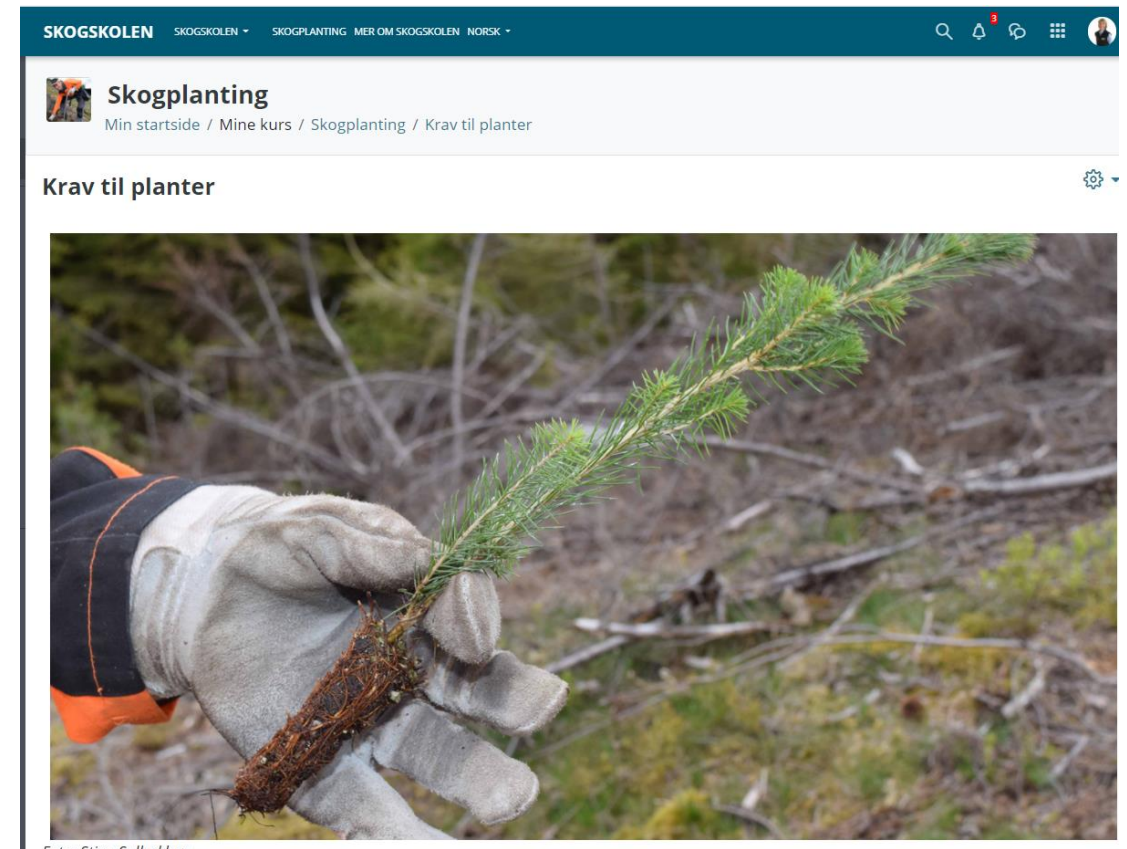 SKOGSKOLEN SKOGSKOLEN SKOGPLANTING MER OM SKOGSKOLEN NORSK 3
Skogplanting
Min startside / Mine kurs / Skogplanting / Krav til planter
Krav til planter